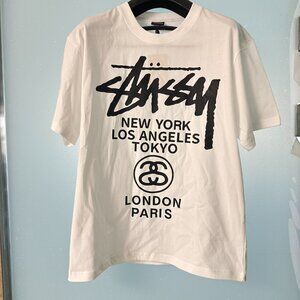 Stüssy
NEW YORK
LOS ANGELES
TOKYO
LONDON
PARIS